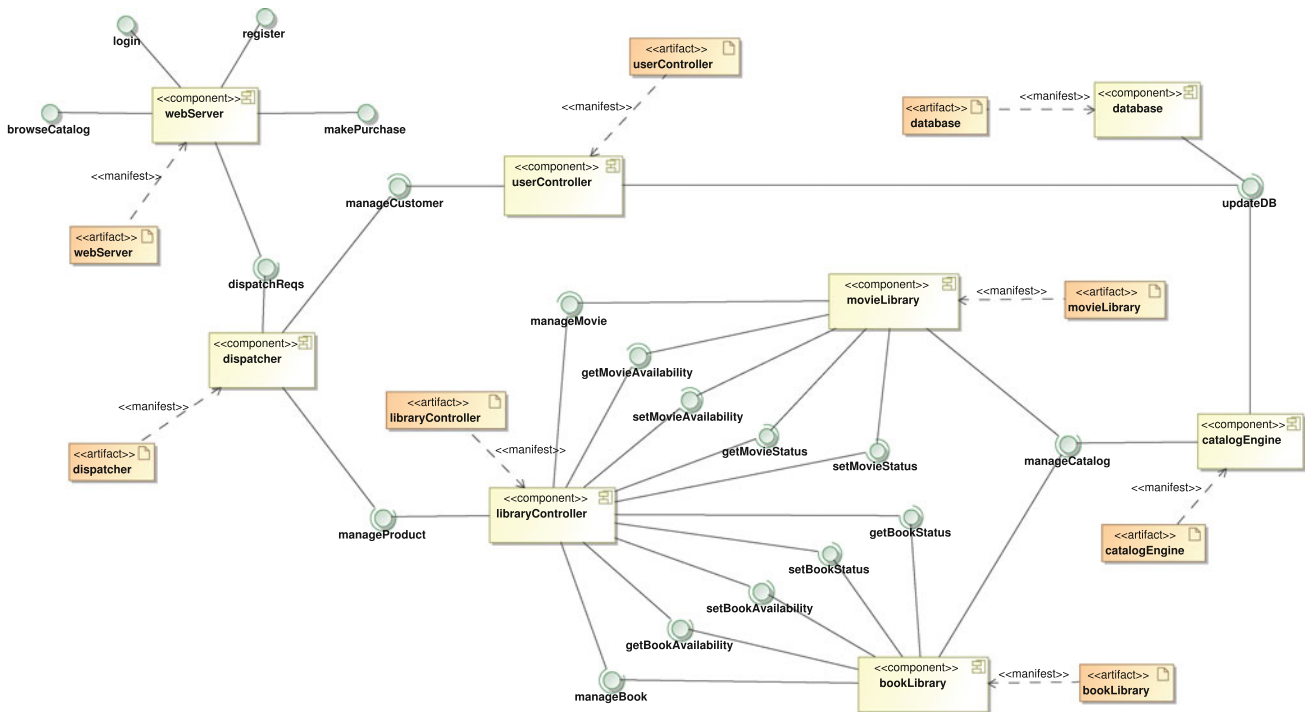 login
register
<<component>>
webServer
browseCatalog
makePurchase
<<manifest>>
<<artifact>>
webServer
<<artifact>>
userController
<<manifest>>
<<component>>
userController
manageCustomer
<<artifact>>
database
<<manifest>>
<<component>>
database
updateDB
dispatchReqs
<<component>>
dispatcher
<<manifest>>
<<artifact>>
dispatcher
<<component>>
movieLibrary
<<manifest>>
<<artifact>>
movieLibrary
manageMovie
getMovieAvailability
setMovieAvailability
getMovieStatus
setMovieStatus
<<artifact>>
libraryController
<<manifest>>
<<component>>
libraryController
manageProduct
manageCatalog
<<component>>
catalogEngine
<<manifest>>
<<artifact>>
catalogEngine
getBookStatus
setBookStatus
setBookAvailability
getBookAvailability
manageBook
<<component>>
bookLibrary
<<manifest>>
<<artifact>>
bookLibrary